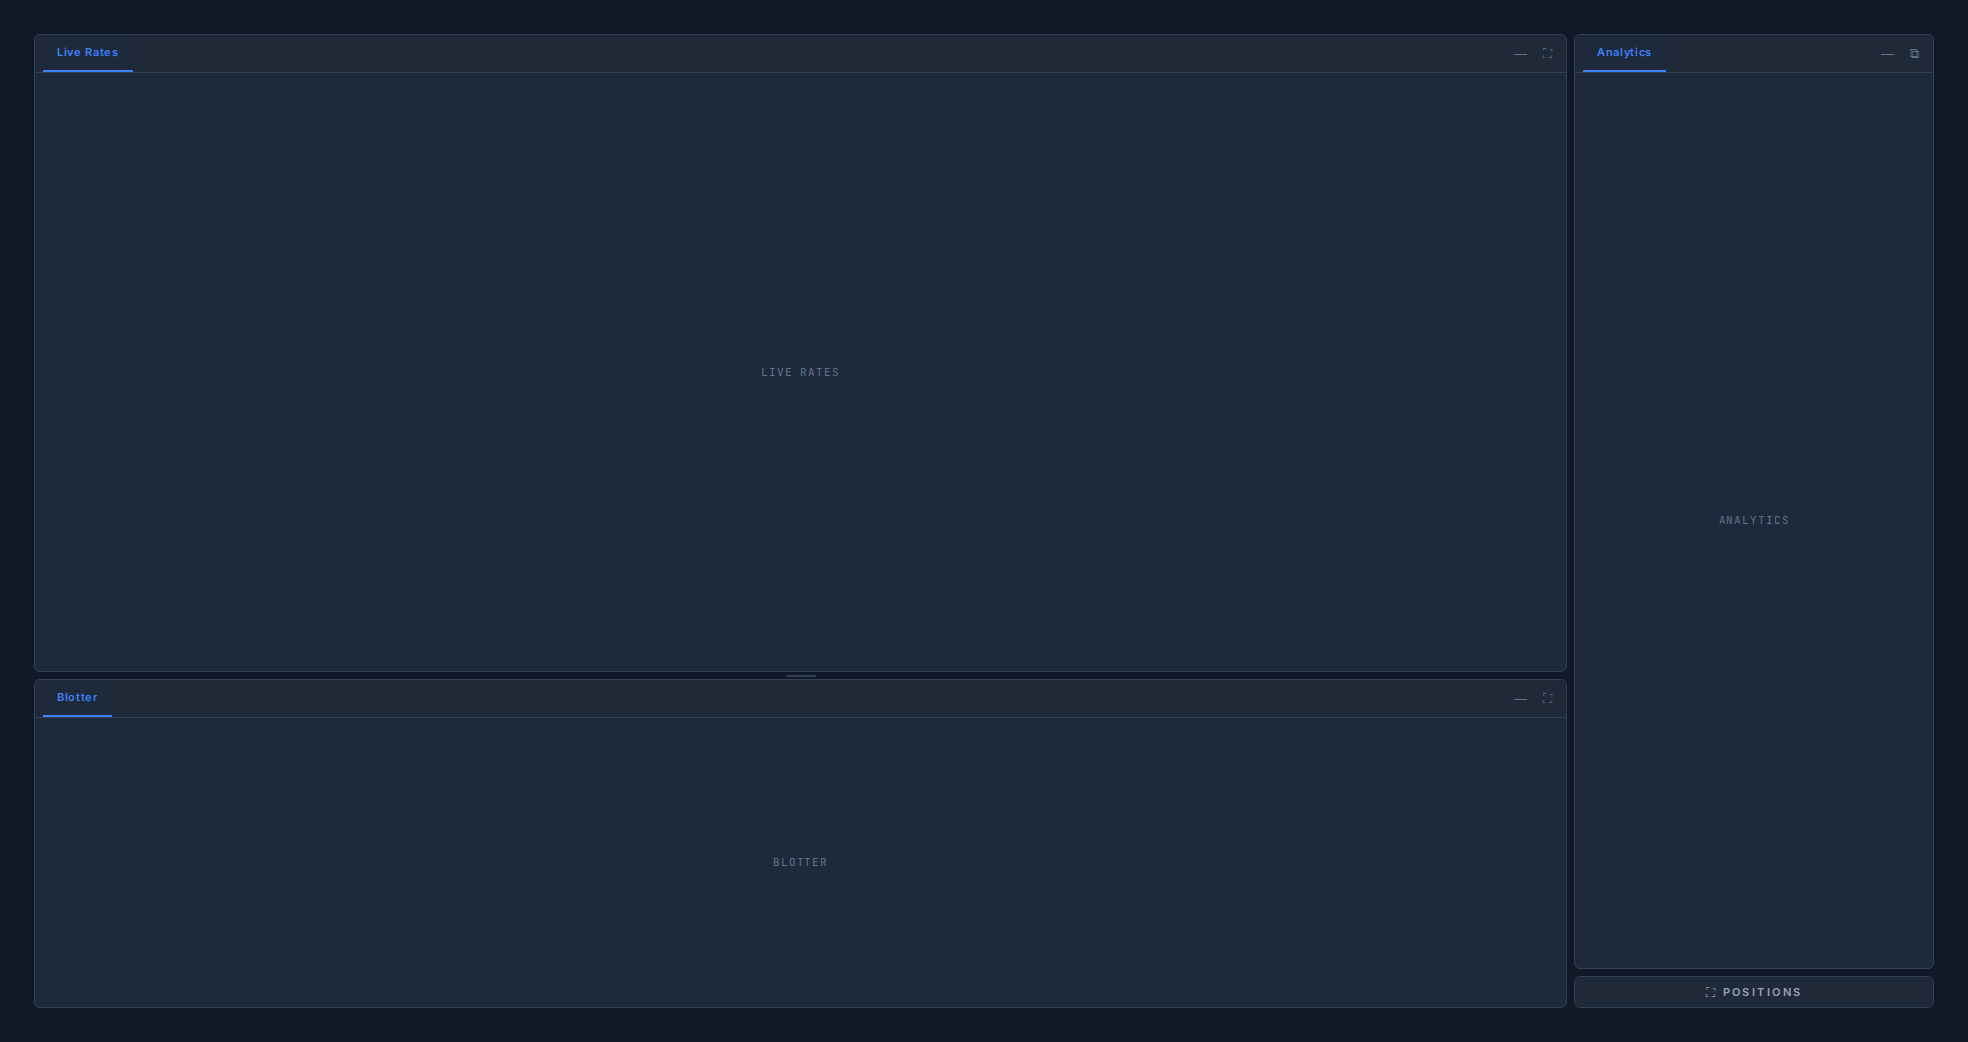 Live Rates
LIVE RATES
Blotter
BLOTTER
Analytics
ANALYTICS
POSITIONS